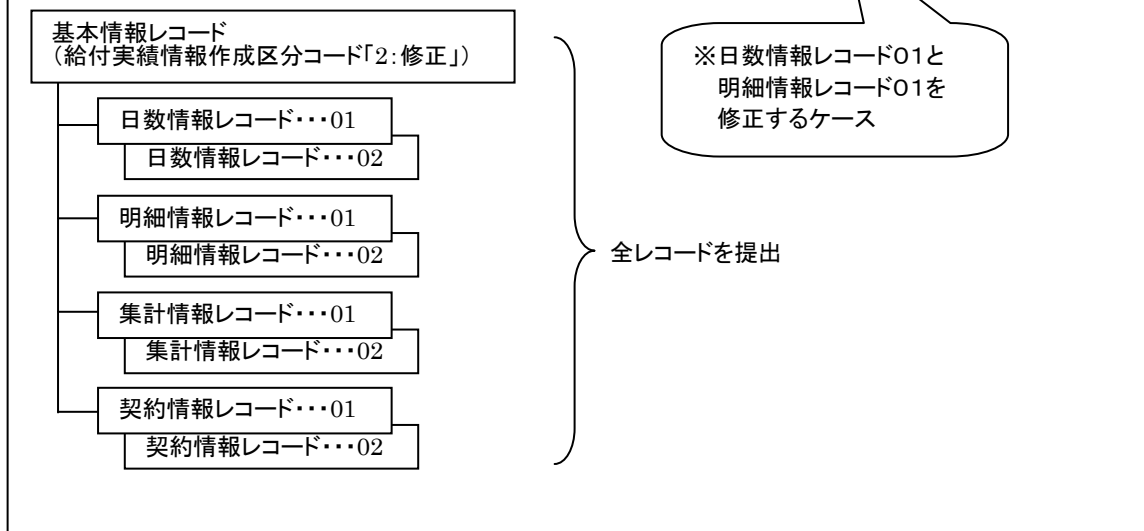 基本情報レコード
（給付実績情報作成区分コード「2:修正」）
日数情報レコード・・・01
日数情報レコード・・・02
明細情報レコード・・・01
明細情報レコード・・・02
集計情報レコード・・・01
集計情報レコード・・・02
契約情報レコード・・・01
契約情報レコード・・・02
全レコードを提出
※日数情報レコード０１と
明細情報レコード０１を
修正するケース